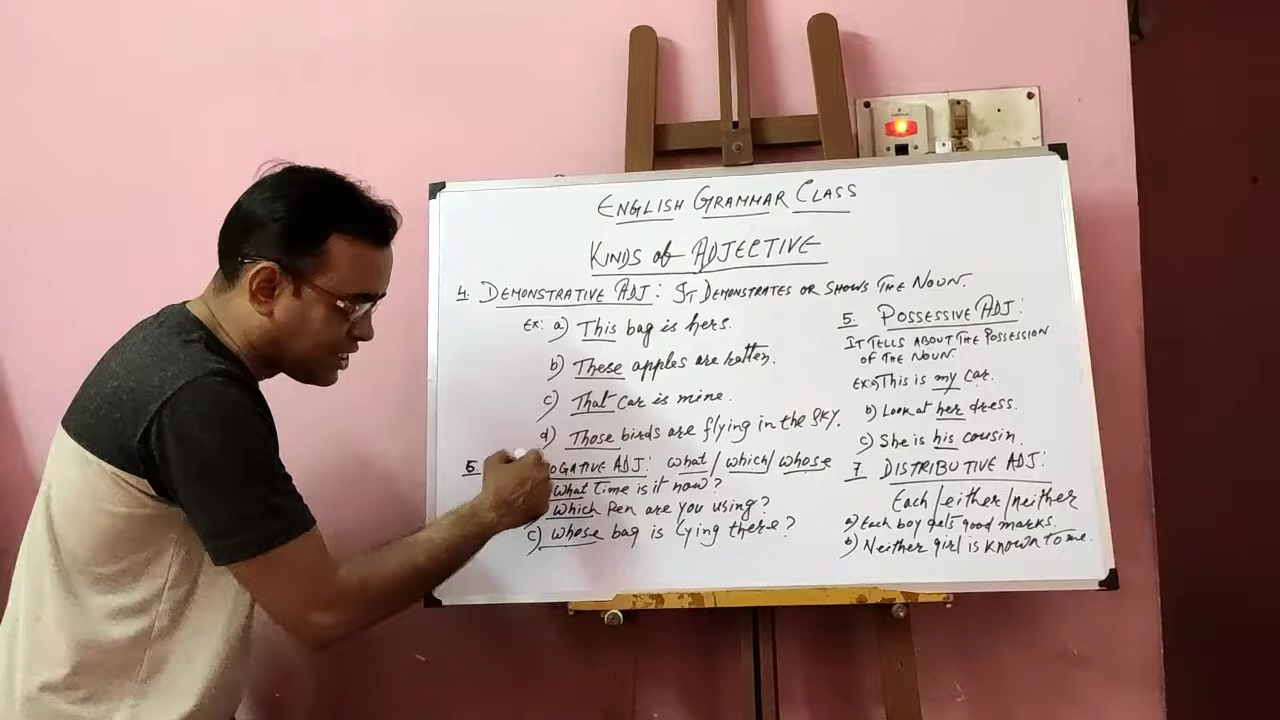 ENGLISH GRAMMAR CLASS
KINDS of ADJECTIVE
4. DEMONSTRATIVE ADJ: IT DEMONSTRATES OR SHOWS THE NOUN.
EX: a) This bag is hers.
b) These apples are rotten.
c) That car is mine.
d) Those birds are flying in the sky.
5. POSSESSIVE ADJ:
IT TELLS ABOUT THE POSSESSION
OF THE NOUN.
EX: a) This is my car.
b) Look at her dress.
c) She is his cousin.
OGATIVE ADJ: what / which / whose
What time is it now?
Which Pen are you using?
c) whose bag is lying there?
7. DISTRIBUTIVE ADJ:
Each / either / neither
a) Each boy gets good marks.
b) Neither girl is known to me.